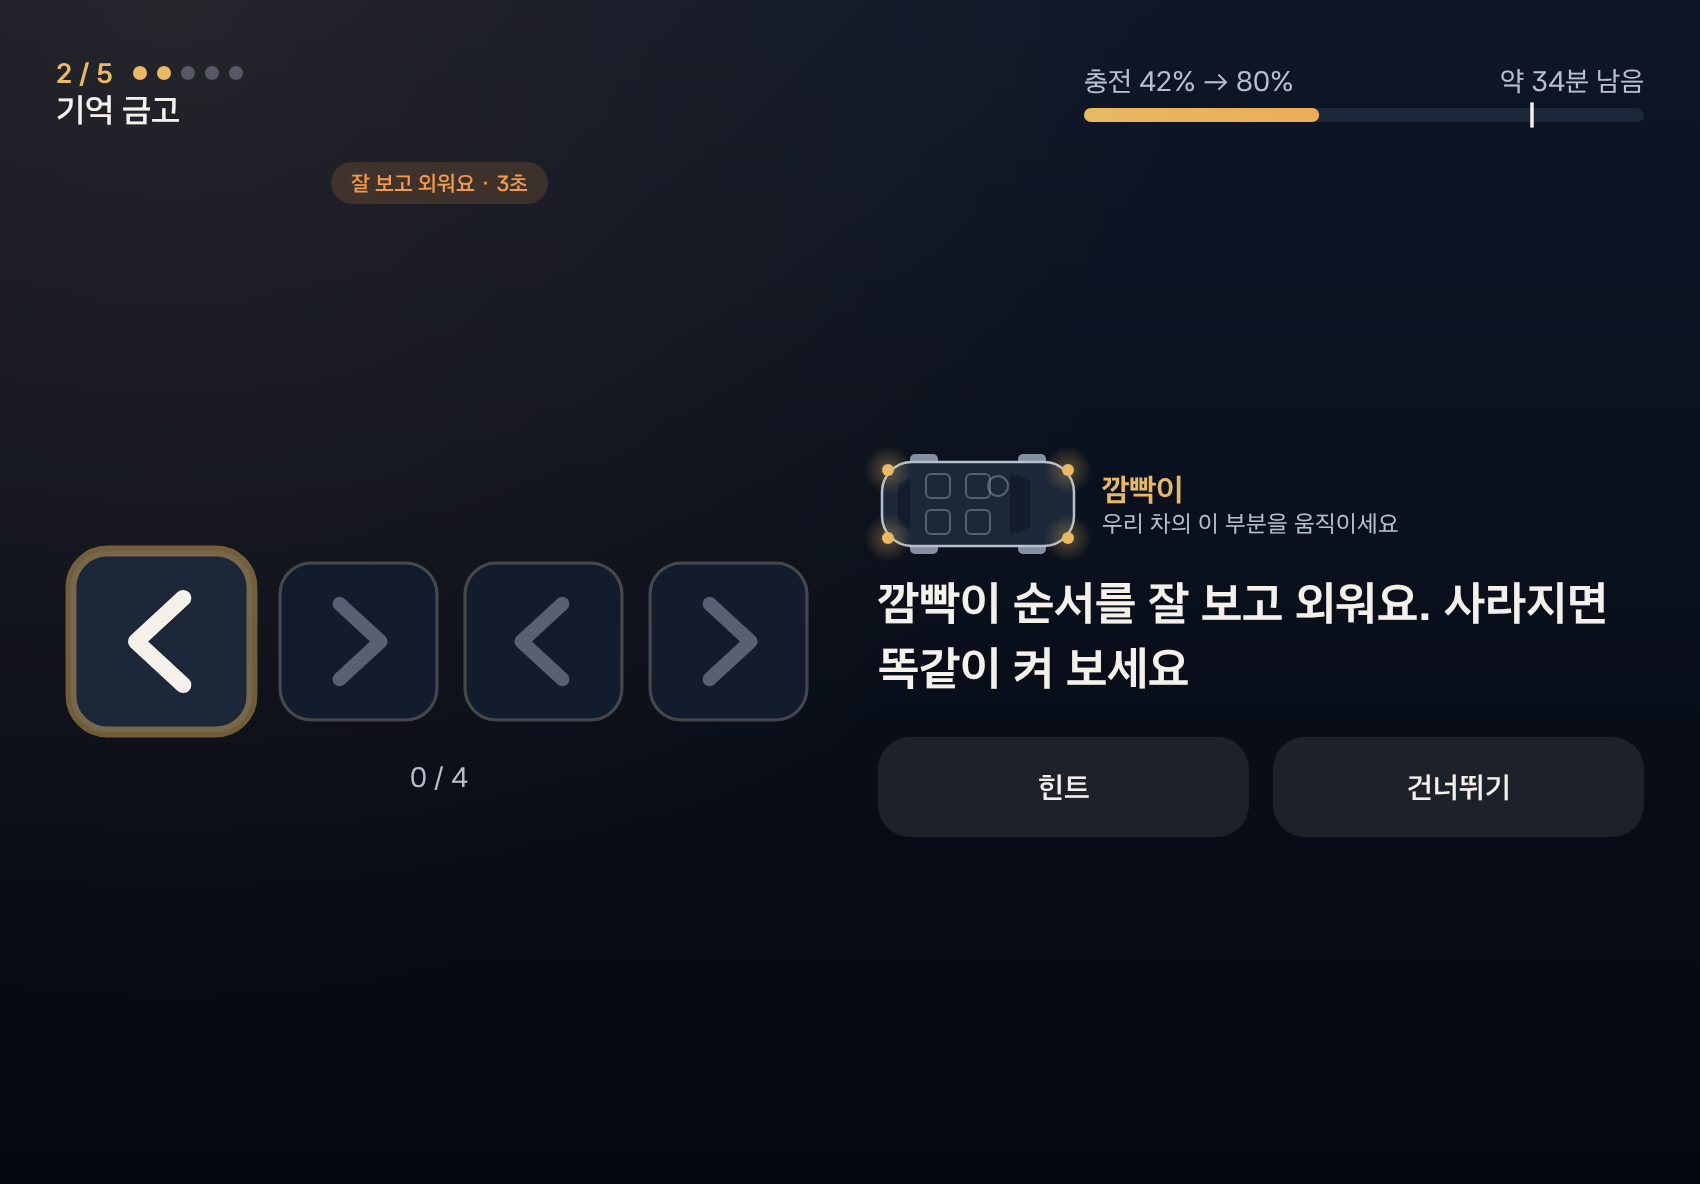 2 / 5
기억 금고
충전 42% → 80%
약 34분 남음
잘 보고 외워요 · 3초
깜빡이
우리 차의 이 부분을 움직이세요
깜빡이 순서를 잘 보고 외워요. 사라지면
똑같이 켜 보세요
0 / 4
힌트
건너뛰기